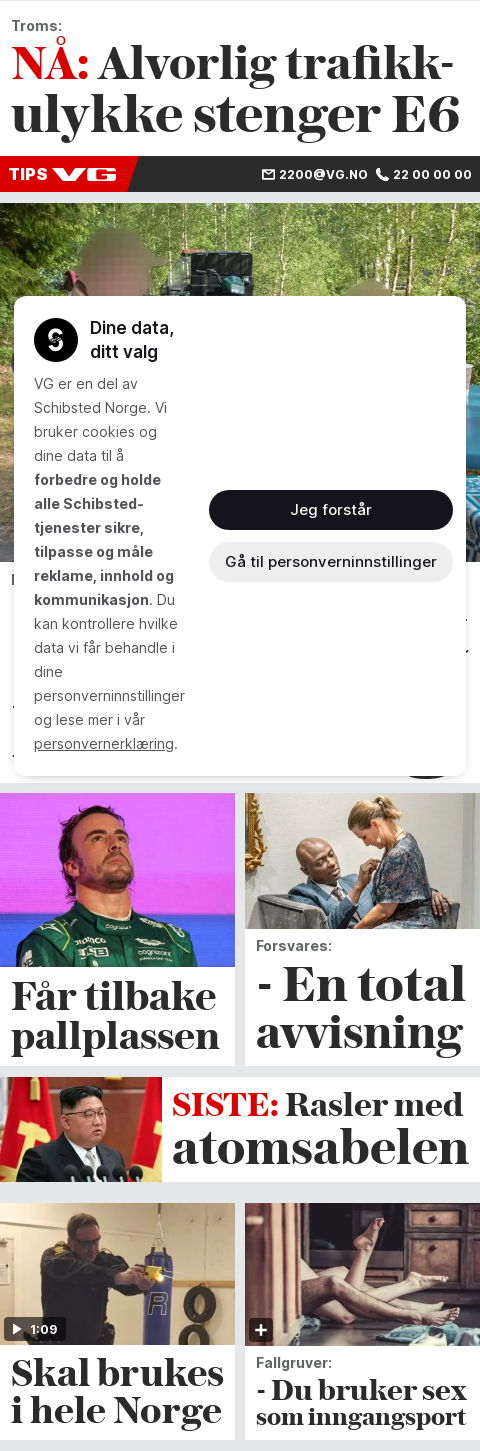 Troms:
NÅ: Alvorlig trafikk-
ulykke stenger E6
TIPS VG
2200@VG.NO 22 00 00 00
Dine data,
ditt valg
VG er en del av
Schibsted Norge. Vi
bruker cookies og
dine data til å
forbedre og holde
alle Schibsted-
tjenester sikre,
tilpasse og måle
reklame, innhold og
kommunikasjon. Du
kan kontrollere hvilke
data vi får behandle i
dine
personverninnstillinger
og lese mer i vår
personvernerklæring.
Jeg forstår
Gå til personverninnstillinger
Får tilbake
pallplassen
Forsvares:
- En total
avvisning
SISTE: Rasler med
atomsabelen
1:09
Skal brukes
i hele Norge
Fallgruver:
- Du bruker sex
som inngangsport